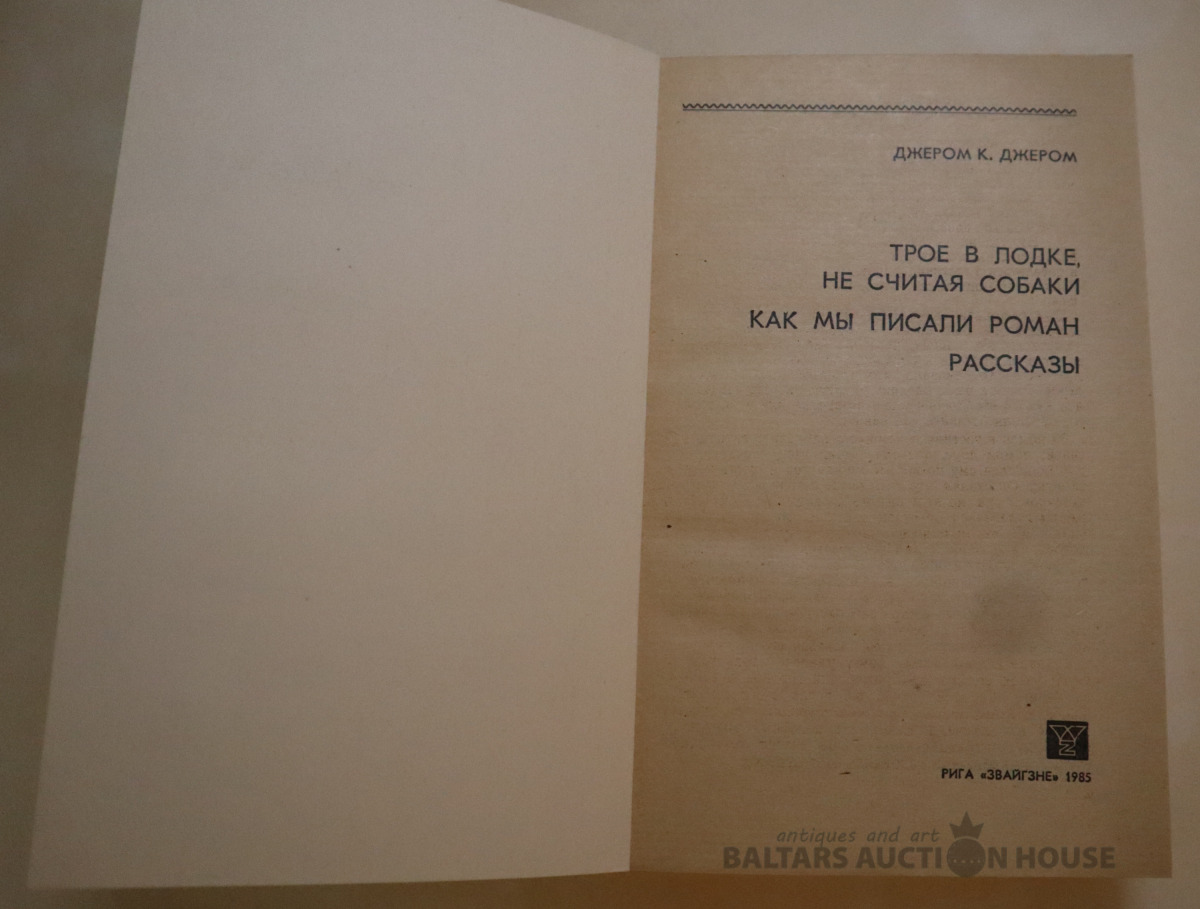 ДЖЕРОМ К. ДЖЕРОМ
ТРОЕ В ЛОДКЕ,
НЕ СЧИТАЯ СОБАКИ
КАК МЫ ПИСАЛИ РОМАН
РАССКАЗЫ
РИГА «ЗВАЙГЗНЕ» 1985
antiques and art
BALTARS AUCTION HOUSE